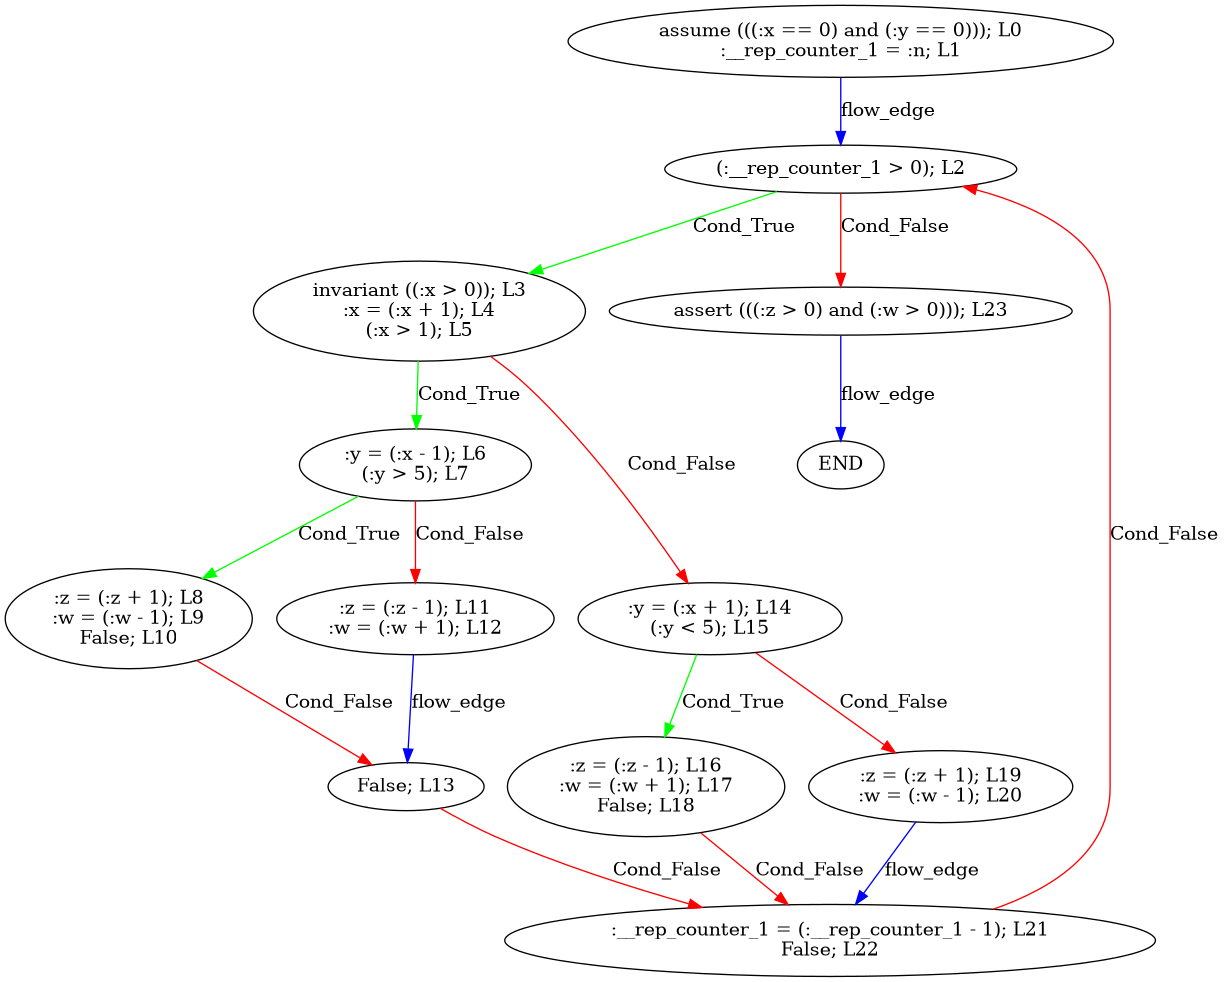 assume (((:x == 0) and (:y == 0))); L0
:__rep_counter_1 = :n; L1
flow_edge
(:__rep_counter_1 > 0); L2
Cond_True
Cond_False
invariant ((:x > 0)); L3
:x = (:x + 1); L4
(:x > 1); L5
assert (((:z > 0) and (:w > 0))); L23
Cond_True
flow_edge
:y = (:x - 1); L6
(:y > 5); L7
Cond_False
END
Cond_True
Cond_False
Cond_False
:z = (:z + 1); L8
:w = (:w - 1); L9
False; L10
:z = (:z - 1); L11
:w = (:w + 1); L12
:y = (:x + 1); L14
(:y < 5); L15
Cond_False
flow_edge
Cond_True
Cond_False
False; L13
:z = (:z - 1); L16
:w = (:w + 1); L17
False; L18
:z = (:z + 1); L19
:w = (:w - 1); L20
Cond_False
Cond_False
flow_edge
:__rep_counter_1 = (:__rep_counter_1 - 1); L21
False; L22